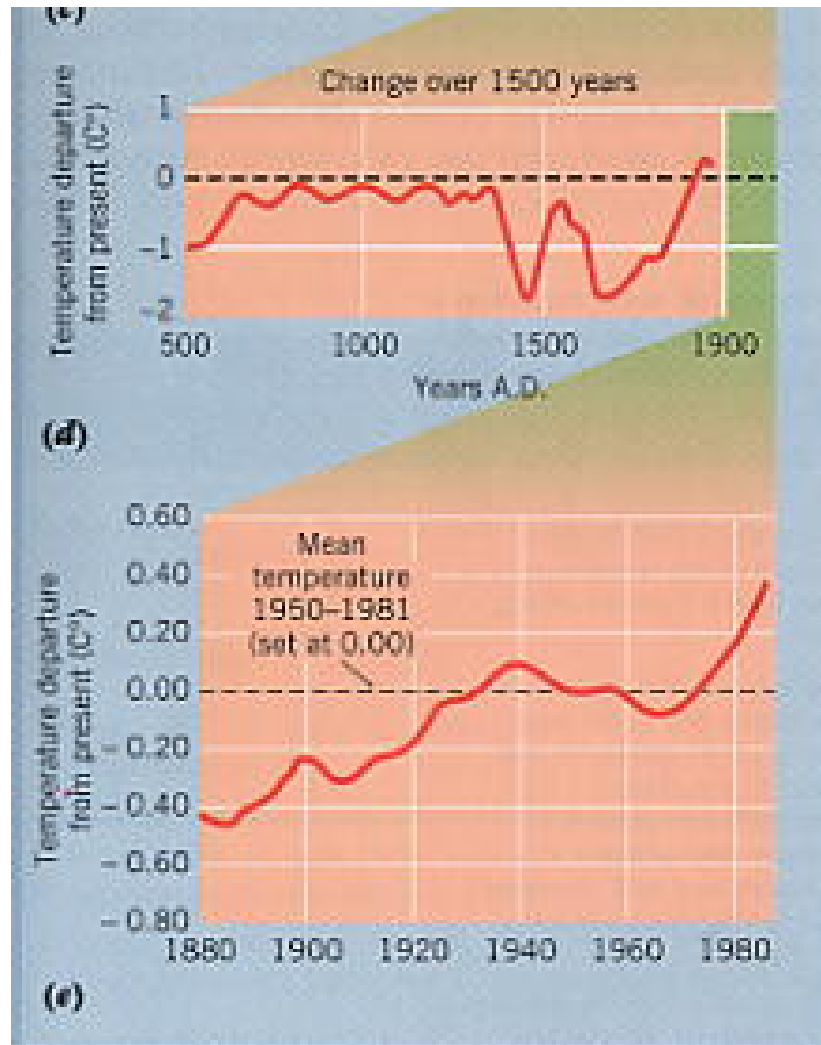 Change over 1500 years
Temperature departure
from present (C°)
1
0
-1
-2
500 1000 1500 1900
Years A.D.
(d)
0.60
0.40
0.20
0.00
- 0.20
- 0.40
- 0.60
- 0.80
Temperature departure
from present (C°)
Mean
temperature
1950–1981
(set at 0.00)
1880 1900 1920 1940 1960 1980
(e)